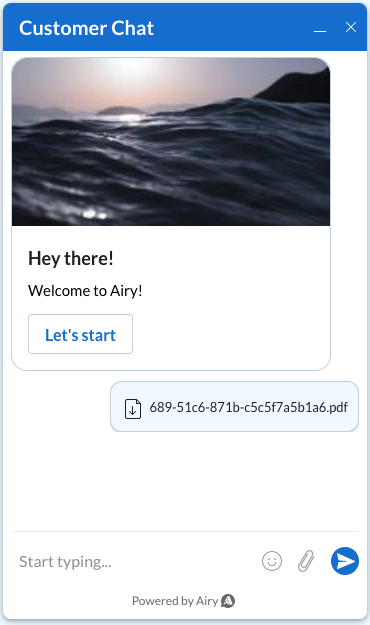 Customer Chat
Hey there!
Welcome to Airy!
Let's start
689-51c6-871b-c5c5f7a5b1a6.pdf
Start typing...
Powered by Airy